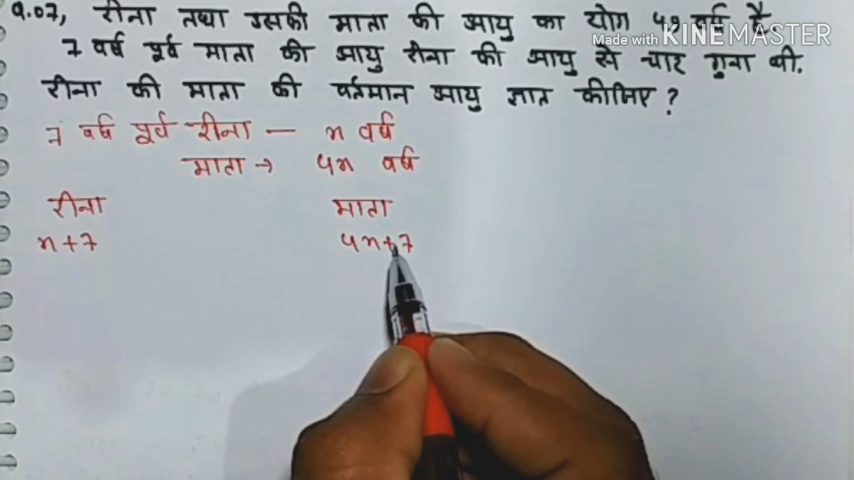 Q.07, रीना तथा उसकी माता की आयु का योग वर्ष है
Made with KINEMASTER
7 वर्ष पूर्व माता की आयु रीना की आयु से चार गुना थी.
रीना की माता की वर्तमान आयु ज्ञात कीजिए ?
7 वर्ष पूर्व रीना — x वर्ष
माता → 4x वर्ष
रीना माता
x+7 4x+7